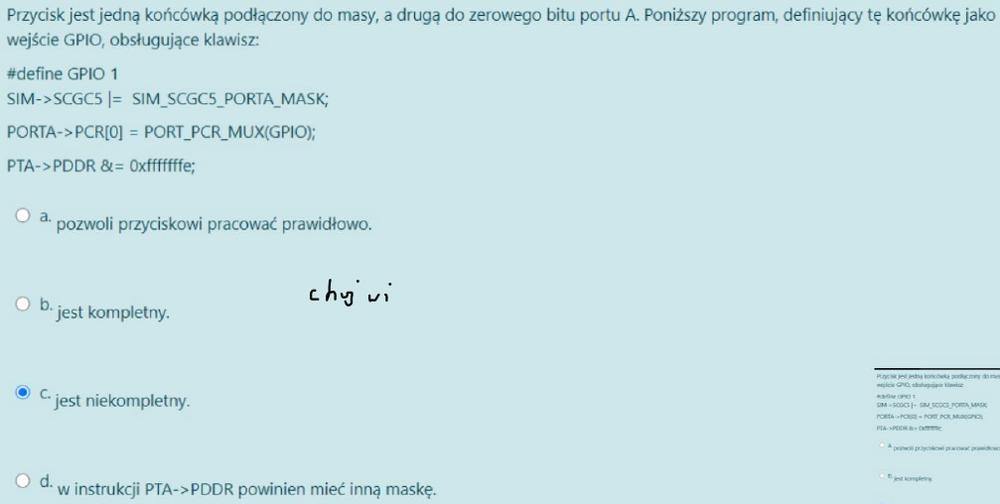 Przycisk jest jedną końcówką podłączony do masy, a drugą do zerowego bitu portu A. Poniższy program, definiujący tę końcówkę jako
wejście GPIO, obsługujące klawisz:
#define GPIO 1
SIM->SCGC5 |= SIM_SCGC5_PORTA_MASK;
PORTA->PCR[0] = PORT_PCR_MUX(GPIO);
PTA->PDDR &= 0xfffffffe;
a. pozwoli przyciskowi pracować prawidłowo.
chuj wi
b. jest kompletny.
c. jest niekompletny.
d. w instrukcji PTA->PDDR powinien mieć inną maskę.
Przycisk jest jedną końcówką podłączony do masy
wejście GPIO, obsługujące klawisz:
#define GPIO 1
SIM->SCGC5 |= SIM_SCGC5_PORTA_MASK;
PORTA->PCR[0] = PORT_PCR_MUX(GPIO);
PTA->PDDR &= 0xfffffffe;
a. pozwoli przyciskowi pracować prawidłowo
b. jest kompletny.